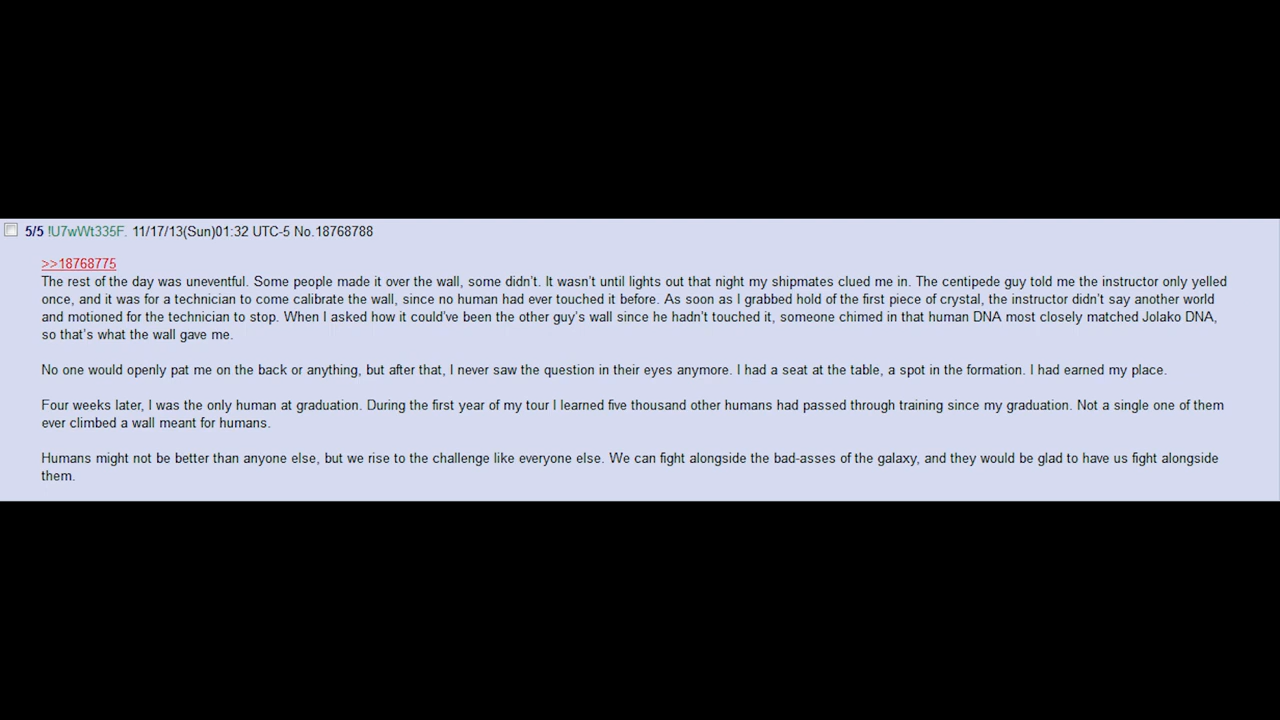 5/5 !U7wWt335F. 11/17/13(Sun)01:32 UTC-5 No.18768788
>>18768775
The rest of the day was uneventful. Some people made it over the wall, some didn't. It wasn't until lights out that night my shipmates clued me in. The centipede guy told me the instructor only yelled
once, and it was for a technician to come calibrate the wall, since no human had ever touched it before. As soon as I grabbed hold of the first piece of crystal, the instructor didn't say another world
and motioned for the technician to stop. When I asked how it could've been the other guy's wall since he hadn't touched it, someone chimed in that human DNA most closely matched Jolako DNA,
so that's what the wall gave me.
No one would openly pat me on the back or anything, but after that, I never saw the question in their eyes anymore. I had a seat at the table, a spot in the formation. I had earned my place.
Four weeks later, I was the only human at graduation. During the first year of my tour I learned five thousand other humans had passed through training since my graduation. Not a single one of them
ever climbed a wall meant for humans.
Humans might not be better than anyone else, but we rise to the challenge like everyone else. We can fight alongside the bad-asses of the galaxy, and they would be glad to have us fight alongside
them.